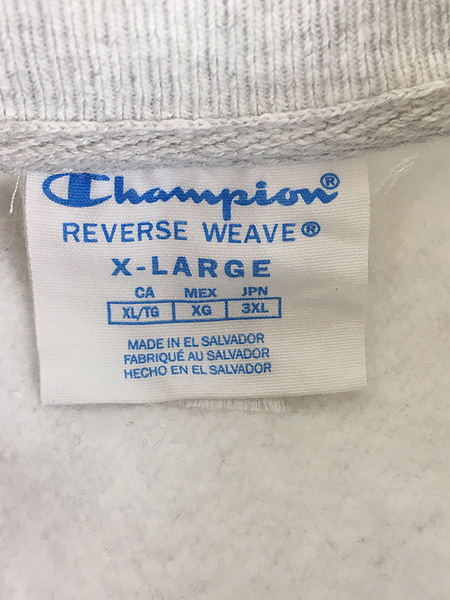 Champion®
REVERSE WEAVE®
X-LARGE
CA MEX JPN
XL/TG XG 3XL
MADE IN EL SALVADOR
FABRIQUÉ AU SALVADOR
HECHO EN EL SALVADOR